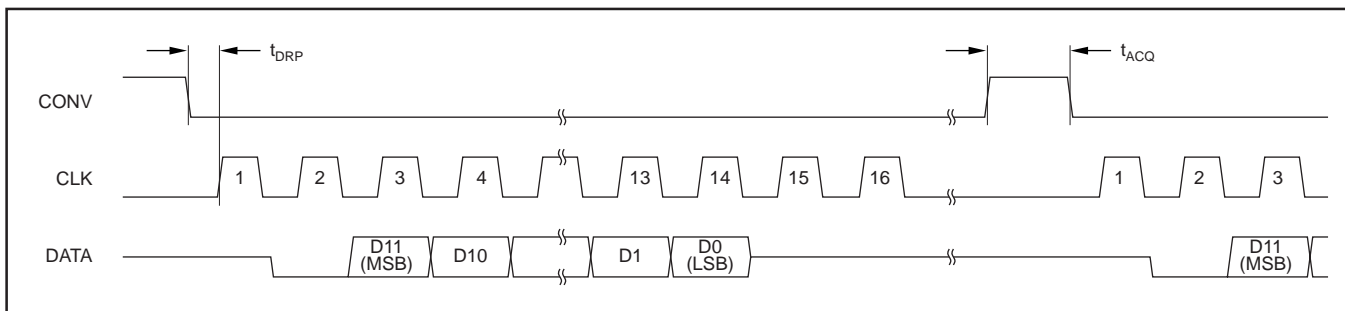 tDRP
tACQ
CONV
CLK 1 2 3 4 13 14 15 16 1 2 3
DATA D11 (MSB) D10 D1 D0 (LSB) D11 (MSB)